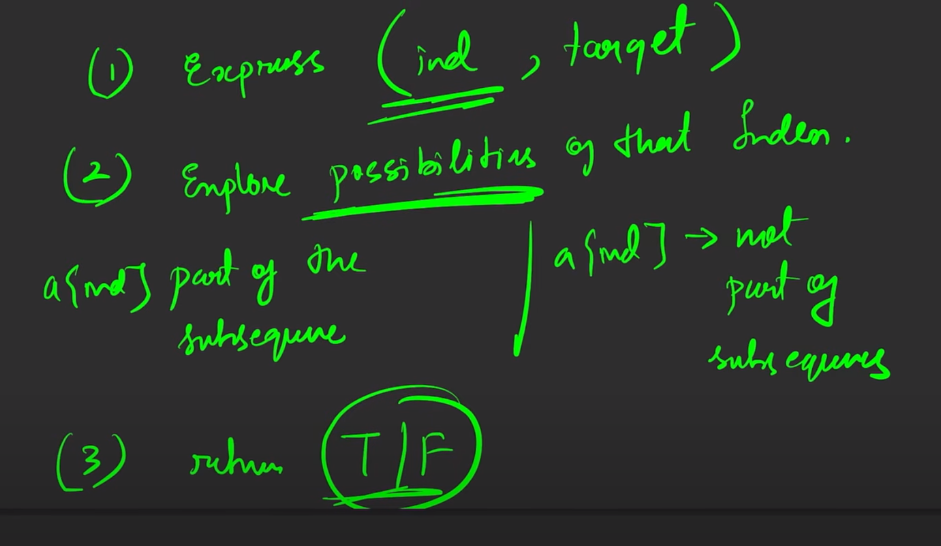 (1) Express (ind, target)
(2) Explore possibilities of that Index.
a[ind] part of the subsequence
a[ind] → not part of subsequences
(3) return T/F